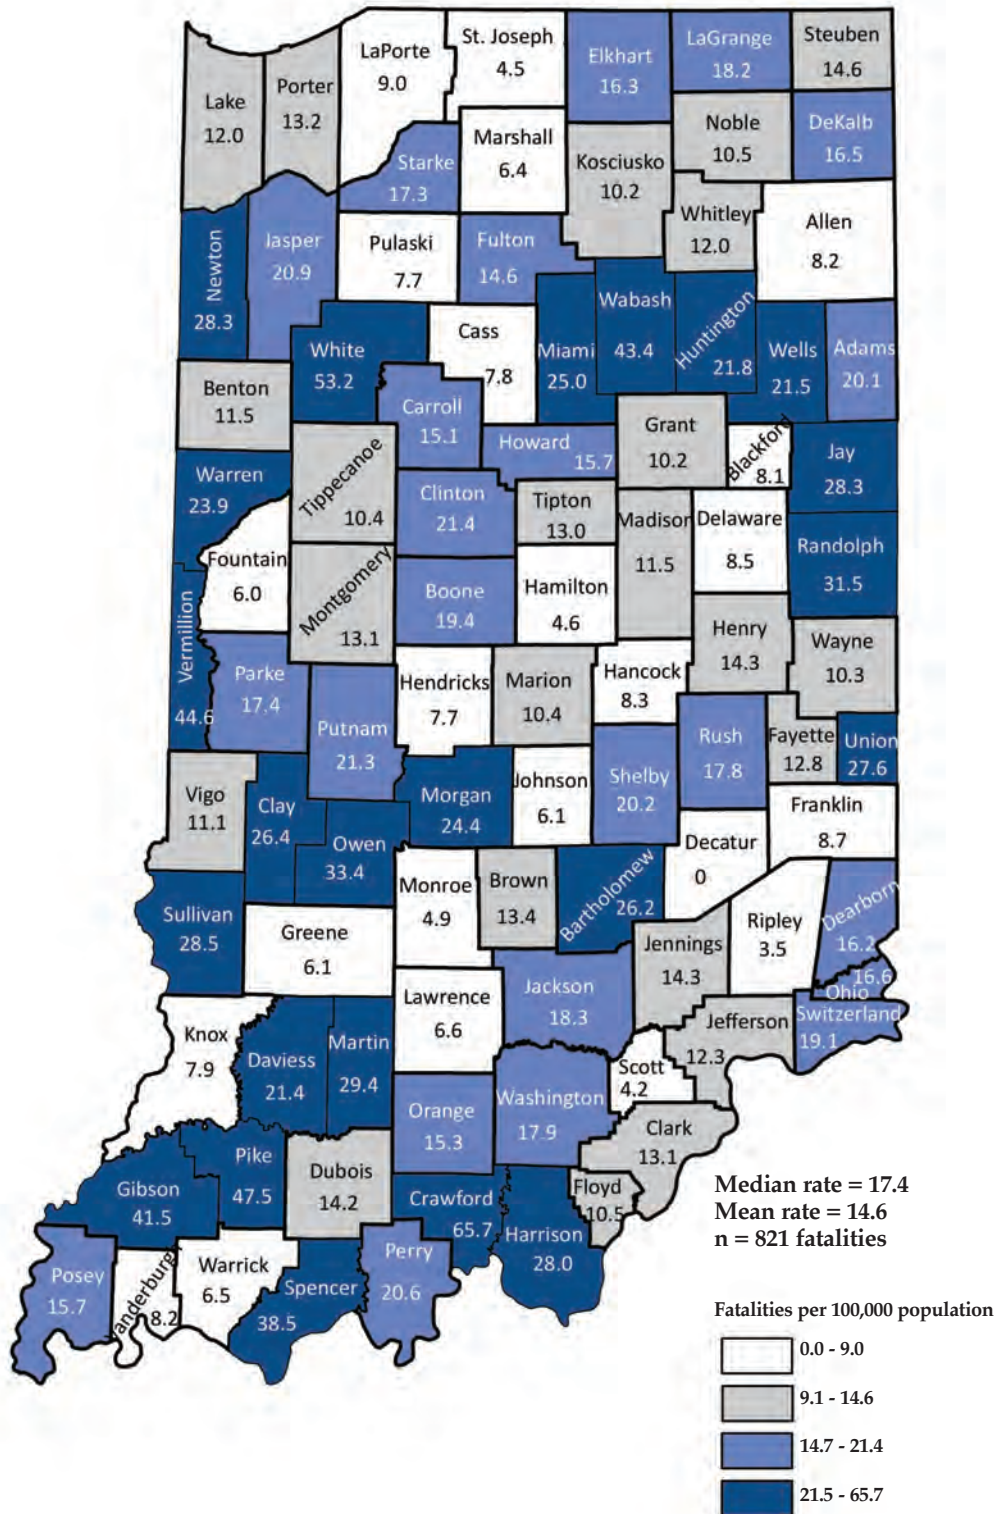 St. Joseph
4.5
LaPorte
9.0
Elkhart
16.3
LaGrange
18.2
Steuben
14.6
Lake
12.0
Porter
13.2
Marshall
6.4
Starke
17.3
Kosciusko
10.2
Noble
10.5
DeKalb
16.5
Whitley
12.0
Allen
8.2
Newton
28.3
Jasper
20.9
Pulaski
7.7
Fulton
14.6
White
53.2
Cass
7.8
Miami
25.0
Wabash
43.4
Huntington
21.8
Wells
21.5
Adams
20.1
Benton
11.5
Carroll
15.1
Howard
15.7
Grant
10.2
Blackford
8.1
Jay
28.3
Warren
23.9
Tippecanoe
10.4
Clinton
21.4
Tipton
13.0
Madison
11.5
Delaware
8.5
Randolph
31.5
Fountain
6.0
Montgomery
13.1
Boone
19.4
Hamilton
4.6
Henry
14.3
Wayne
10.3
Vermillion
44.6
Parke
17.4
Putnam
21.3
Hendricks
7.7
Marion
10.4
Hancock
8.3
Rush
17.8
Fayette
12.8
Union
27.6
Vigo
11.1
Clay
26.4
Owen
33.4
Morgan
24.4
Johnson
6.1
Shelby
20.2
Decatur
0
Franklin
8.7
Sullivan
28.5
Greene
6.1
Monroe
4.9
Brown
13.4
Bartholomew
26.2
Jennings
14.3
Ripley
3.5
Dearborn
16.2
16.6
Ohio
Switzerland
19.1
Knox
7.9
Daviess
21.4
Martin
29.4
Lawrence
6.6
Jackson
18.3
Jefferson
12.3
Scott
4.2
Orange
15.3
Washington
17.9
Clark
13.1
Floyd
10.5
Gibson
41.5
Pike
47.5
Dubois
14.2
Crawford
65.7
Harrison
28.0
Posey
15.7
Vanderburgh
8.2
Warrick
6.5
Spencer
38.5
Perry
20.6
Median rate = 17.4
Mean rate = 14.6
n = 821 fatalities
Fatalities per 100,000 population
0.0 - 9.0
9.1 - 14.6
14.7 - 21.4
21.5 - 65.7